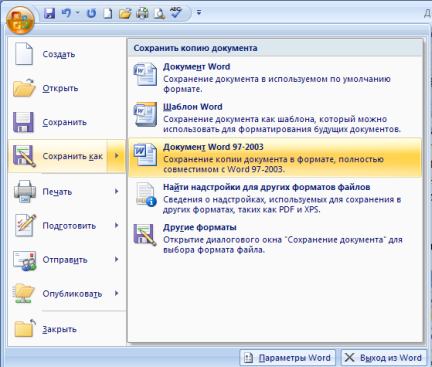 Д
Создать
Открыть
Сохранить
Сохранить как
Печать
Подготовить
Отправить
Опубликовать
Закрыть
Сохранить копию документа
Документ Word
Сохранение документа в используемом по умолчанию
формате.
Шаблон Word
Сохранение документа как шаблона, который можно
использовать для форматирования будущих документов.
Документ Word 97-2003
Сохранение копии документа в формате, полностью
совместимом с Word 97-2003.
Найти надстройки для других форматов файлов
Сведения о надстройках, используемых для сохранения в
других форматах, таких как PDF и XPS.
Другие форматы
Открытие диалогового окна "Сохранение документа" для
выбора формата файла.
Параметры Word
Выход из Word